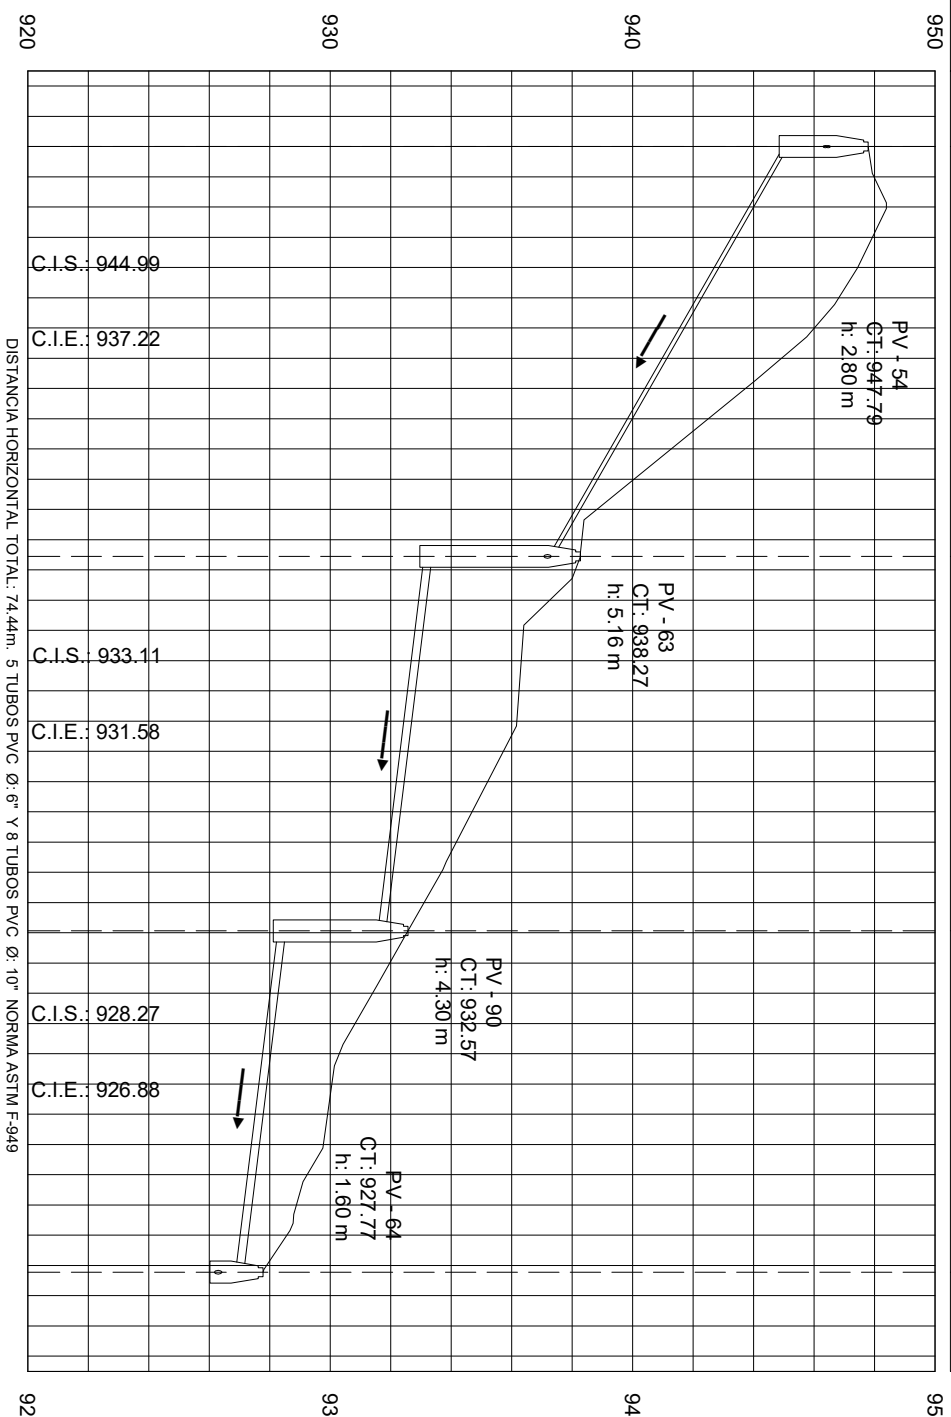 920
930
940
950
PV - 54
CT: 947.79
h: 2.80 m
C.I.S.: 944.99
C.I.E.: 937.22
PV - 63
CT: 938.27
h: 5.16 m
C.I.S.: 933.11
C.I.E.: 931.58
PV - 90
CT: 932.57
h: 4.30 m
C.I.S.: 928.27
C.I.E.: 926.88
PV - 64
CT: 927.77
h: 1.60 m
DISTANCIA HORIZONTAL TOTAL: 74.44m. 5 TUBOS PVC Ø: 6" Y 8 TUBOS PVC Ø: 10" NORMA ASTM F-949
92
93
94
95